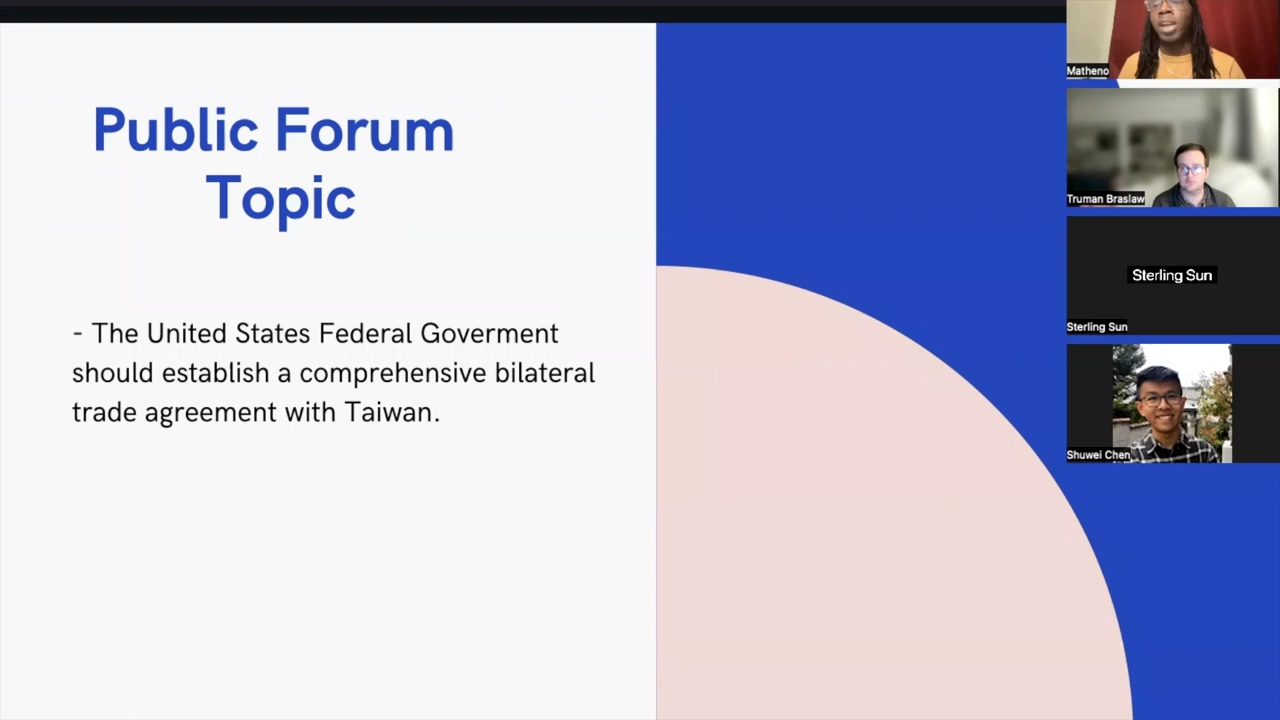 Public Forum
Topic
- The United States Federal Goverment
should establish a comprehensive bilateral
trade agreement with Taiwan.
Matheno
Truman Braslaw
Sterling Sun
Sterling Sun
Shuwei Chen